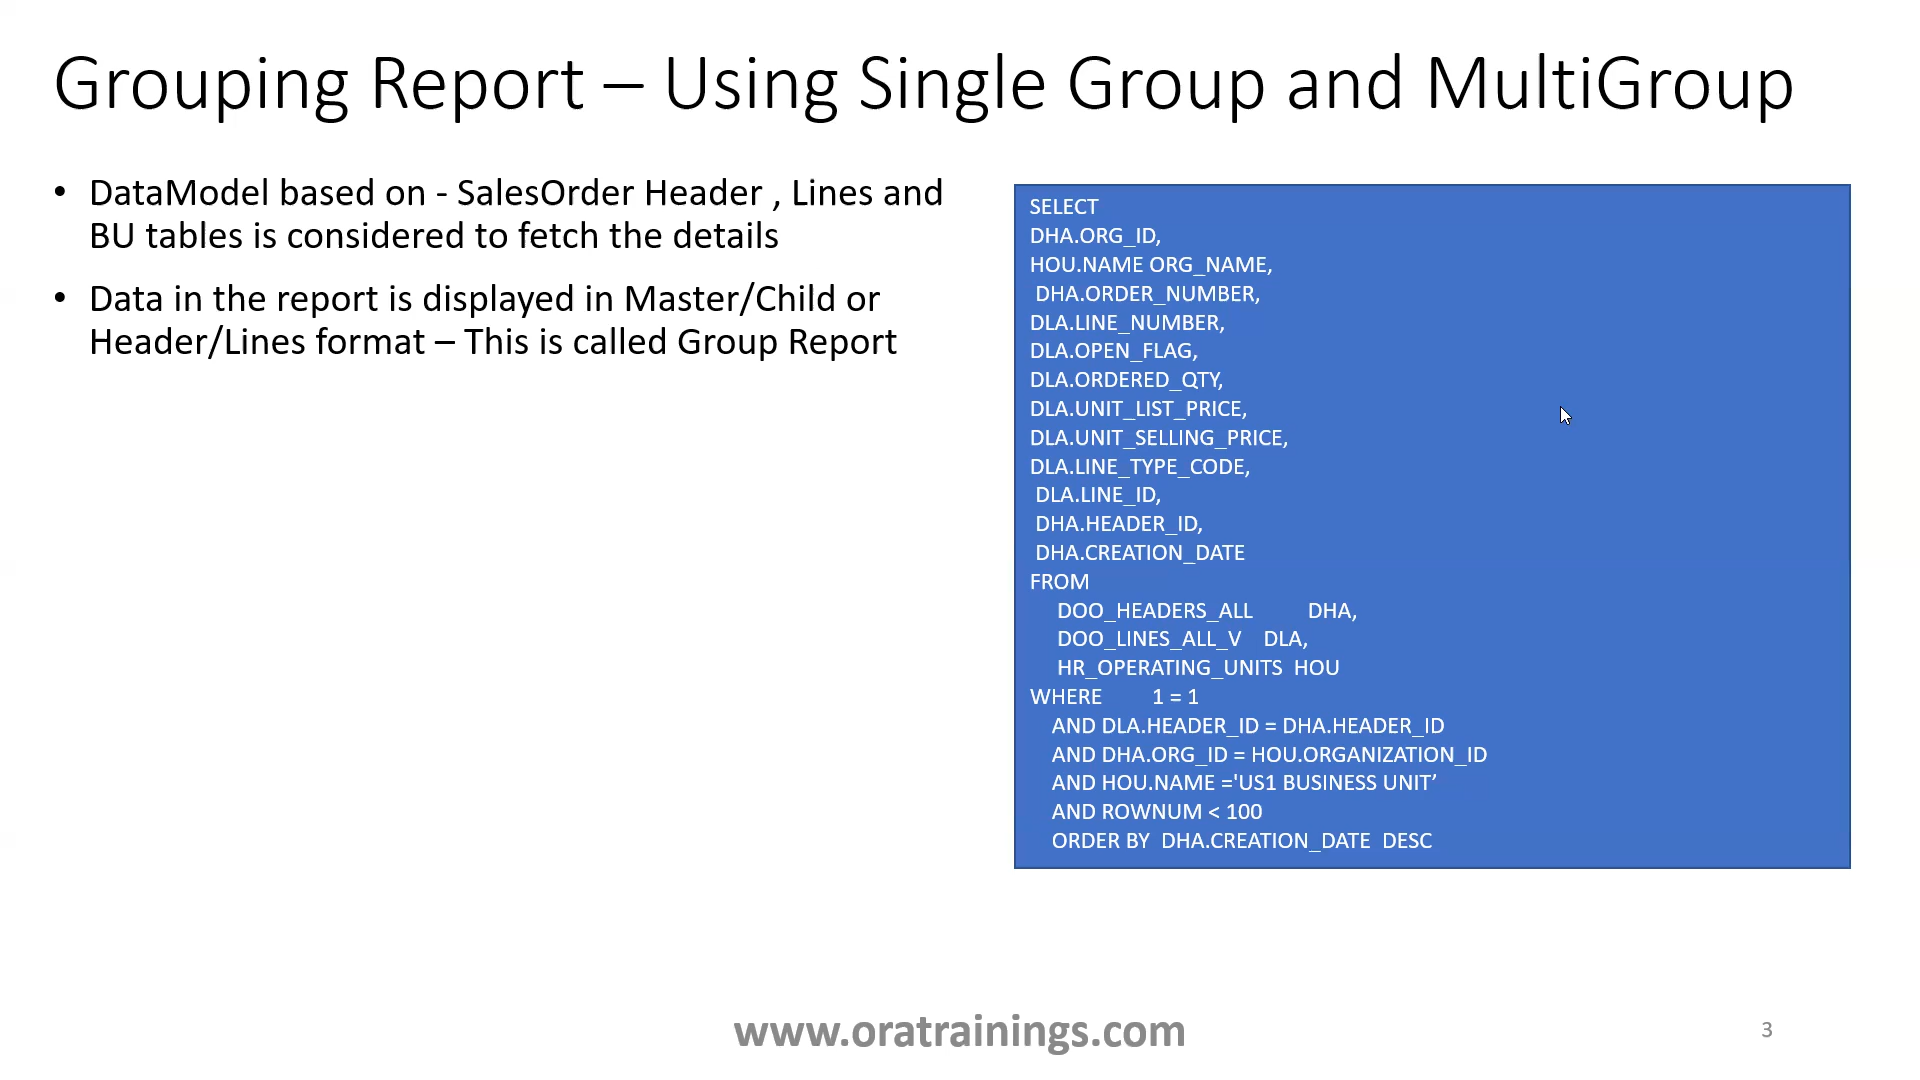 Grouping Report – Using Single Group and MultiGroup
• DataModel based on - SalesOrder Header , Lines and
BU tables is considered to fetch the details
• Data in the report is displayed in Master/Child or
Header/Lines format – This is called Group Report
SELECT
DHA.ORG_ID,
HOU.NAME ORG_NAME,
DHA.ORDER_NUMBER,
DLA.LINE_NUMBER,
DLA.OPEN_FLAG,
DLA.ORDERED_QTY,
DLA.UNIT_LIST_PRICE,
DLA.UNIT_SELLING_PRICE,
DLA.LINE_TYPE_CODE,
DLA.LINE_ID,
DHA.HEADER_ID,
DHA.CREATION_DATE
FROM
DOO_HEADERS_ALL DHA,
DOO_LINES_ALL_V DLA,
HR_OPERATING_UNITS HOU
WHERE 1 = 1
AND DLA.HEADER_ID = DHA.HEADER_ID
AND DHA.ORG_ID = HOU.ORGANIZATION_ID
AND HOU.NAME ='US1 BUSINESS UNIT’
AND ROWNUM < 100
ORDER BY DHA.CREATION_DATE DESC
www.oratrainings.com
3